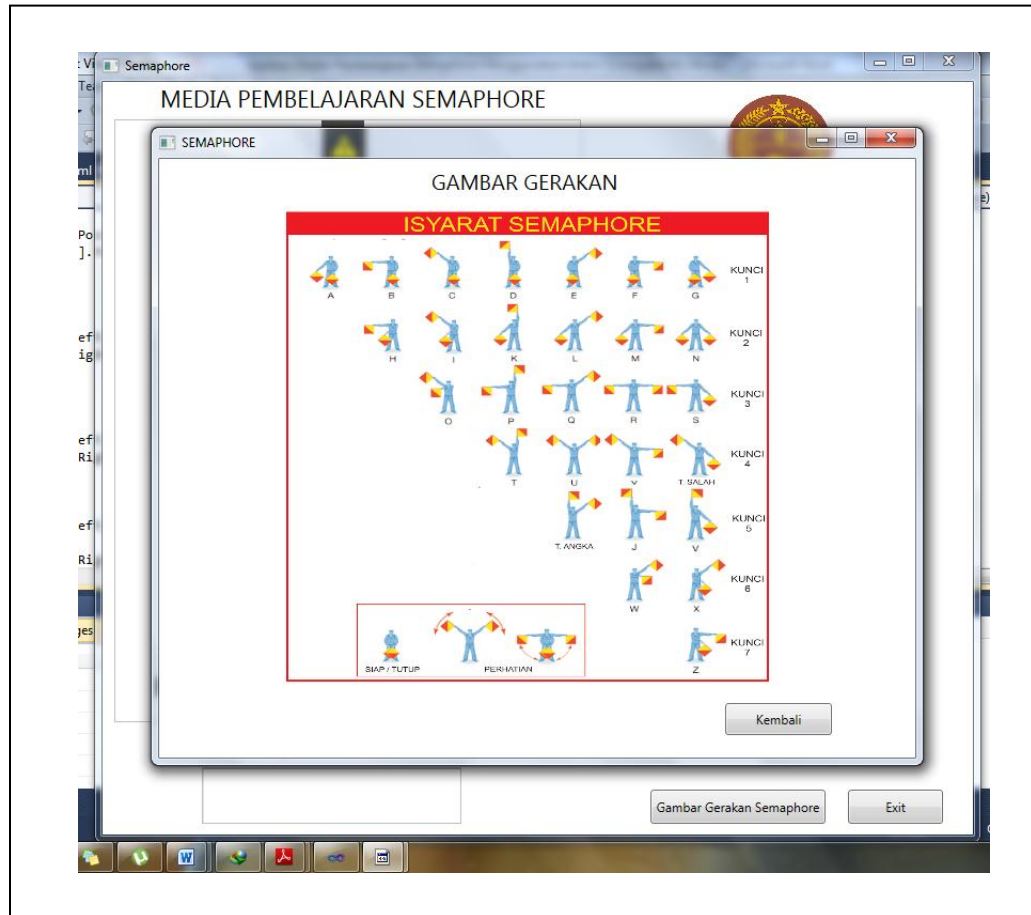 Semaphore
MEDIA PEMBELAJARAN SEMAPHORE
SEMAPHORE
GAMBAR GERAKAN
ISYARAT SEMAPHORE
A B C D E F G KUNCI 1
H I K L M N KUNCI 2
O P Q R S KUNCI 3
T U V T. SALAH KUNCI 4
T. ANGKA J V KUNCI 5
W X KUNCI 6
SIAP / TUTUP PERHATIAN Z KUNCI 7
Kembali
Gambar Gerakan Semaphore Exit